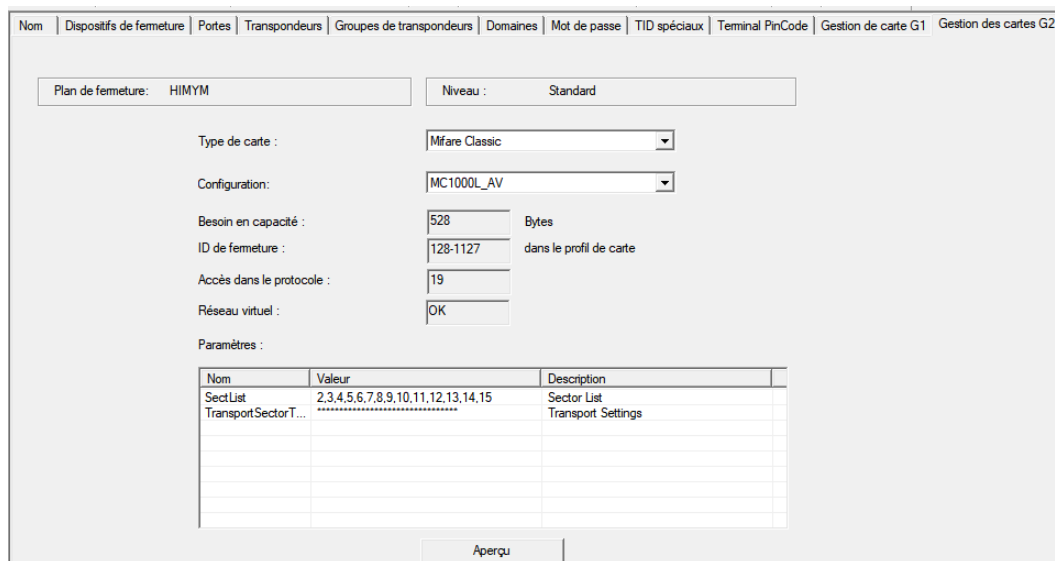 Nom Dispositifs de fermeture Portes Transpondeurs Groupes de transpondeurs Domaines Mot de passe TID spéciaux Terminal PinCode Gestion de carte G1 Gestion des cartes G2
Plan de fermeture: HIMYM Niveau : Standard
Type de carte : Mifare Classic
Configuration: MC1000L_AV
Besoin en capacité : 528 Bytes
ID de fermeture : 128-1127 dans le profil de carte
Accès dans le protocole : 19
Réseau virtuel : OK
Paramètres :
Nom Valeur Description
SectList 2,3,4,5,6,7,8,9,10,11,12,13,14,15 Sector List
TransportSectorT... ******************************** Transport Settings
Aperçu